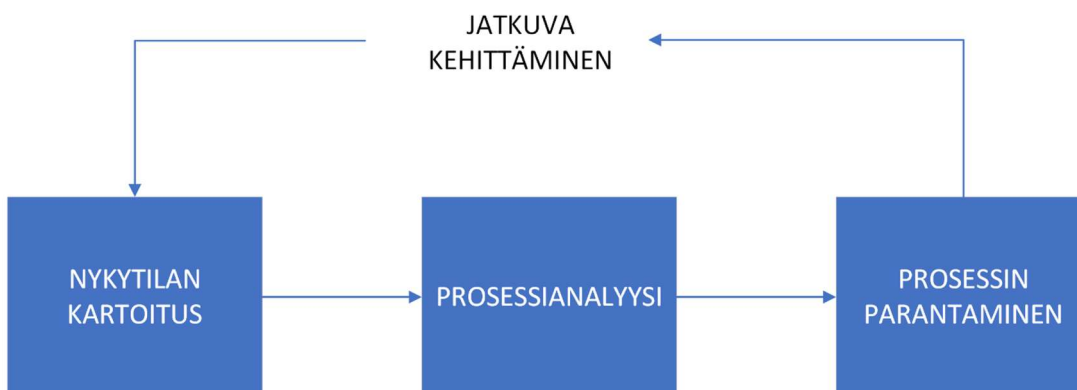 JATKUVA
KEHITTÄMINEN
NYKYTILAN
KARTOITUS
PROSESSIANALYYSI
PROSESSIN
PARANTAMINEN